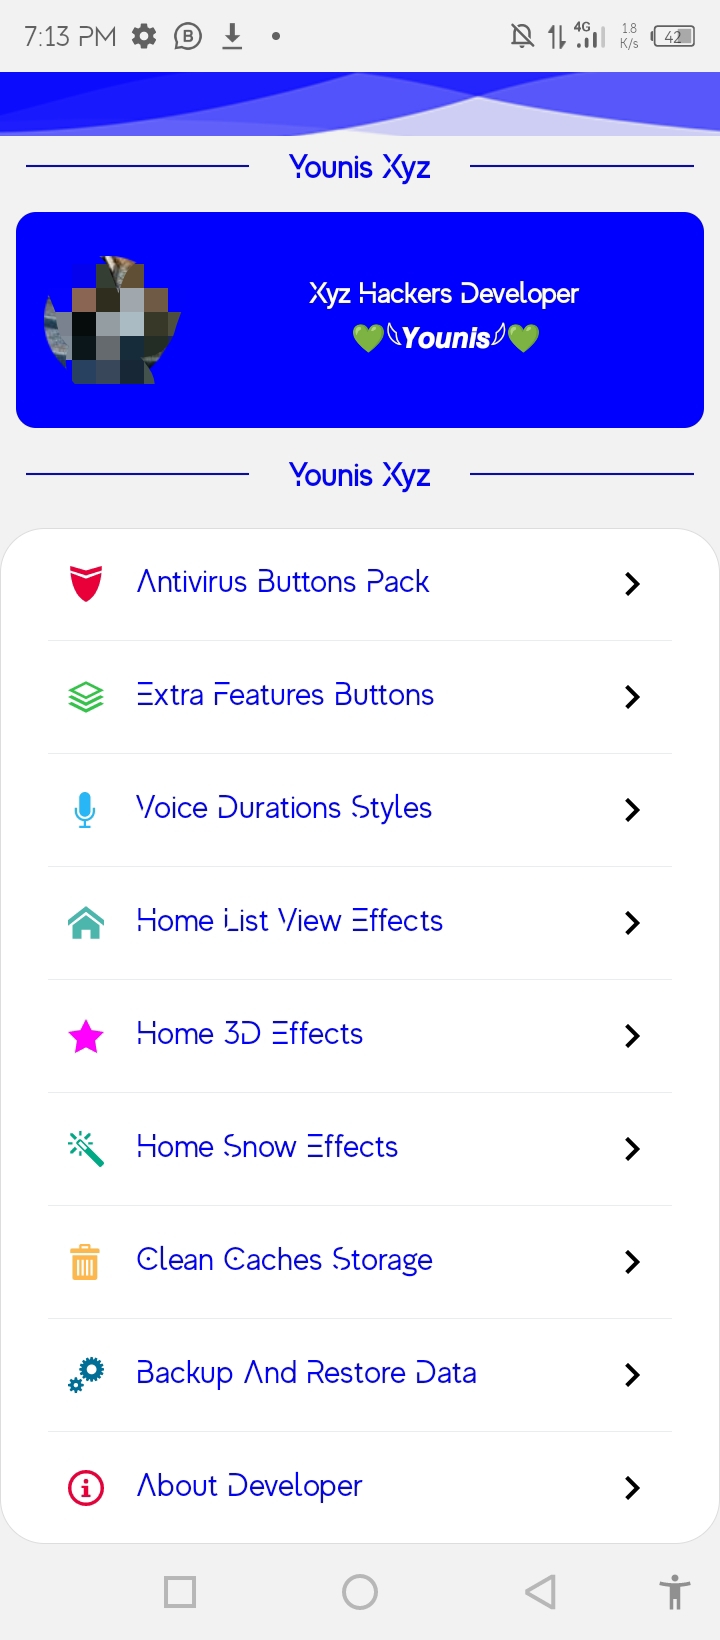 7:13 PM B 4G 1.8 K/s 42
Younis Xyz
Xyz Hackers Developer
💚༒Younis༒💚
Younis Xyz
Antivirus Buttons Pack
Extra Features Buttons
Voice Durations Styles
Home List View Effects
Home 3D Effects
Home Snow Effects
Clean Caches Storage
Backup And Restore Data
About Developer